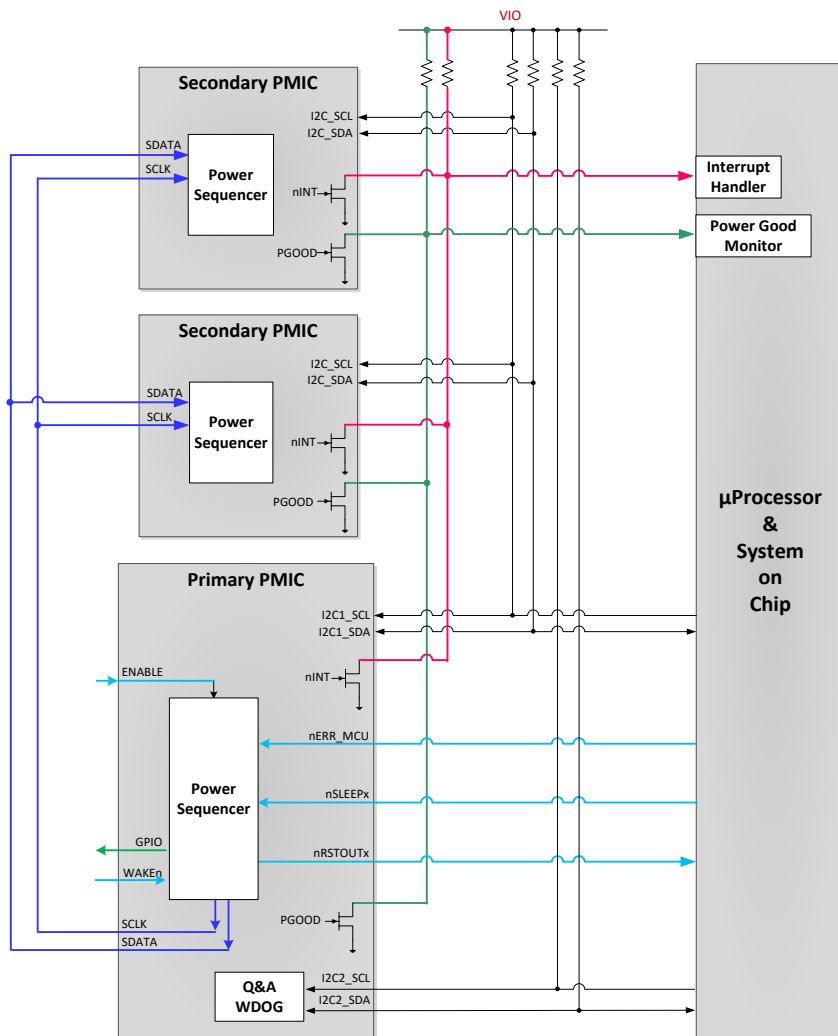 VIO
Secondary PMIC
I2C_SCL
I2C_SDA
SDATA
SCLK
Power
Sequencer
nINT
PGOOD
Interrupt
Handler
Power Good
Monitor
Secondary PMIC
I2C_SCL
I2C_SDA
SDATA
SCLK
Power
Sequencer
nINT
PGOOD
µProcessor
&
System
on
Chip
Primary PMIC
I2C1_SCL
I2C1_SDA
ENABLE
nINT
nERR_MCU
Power
Sequencer
nSLEEPx
GPIO
nRSTOUTx
WAKEn
SCLK
SDATA
PGOOD
Q&A
WDOG
I2C2_SCL
I2C2_SDA